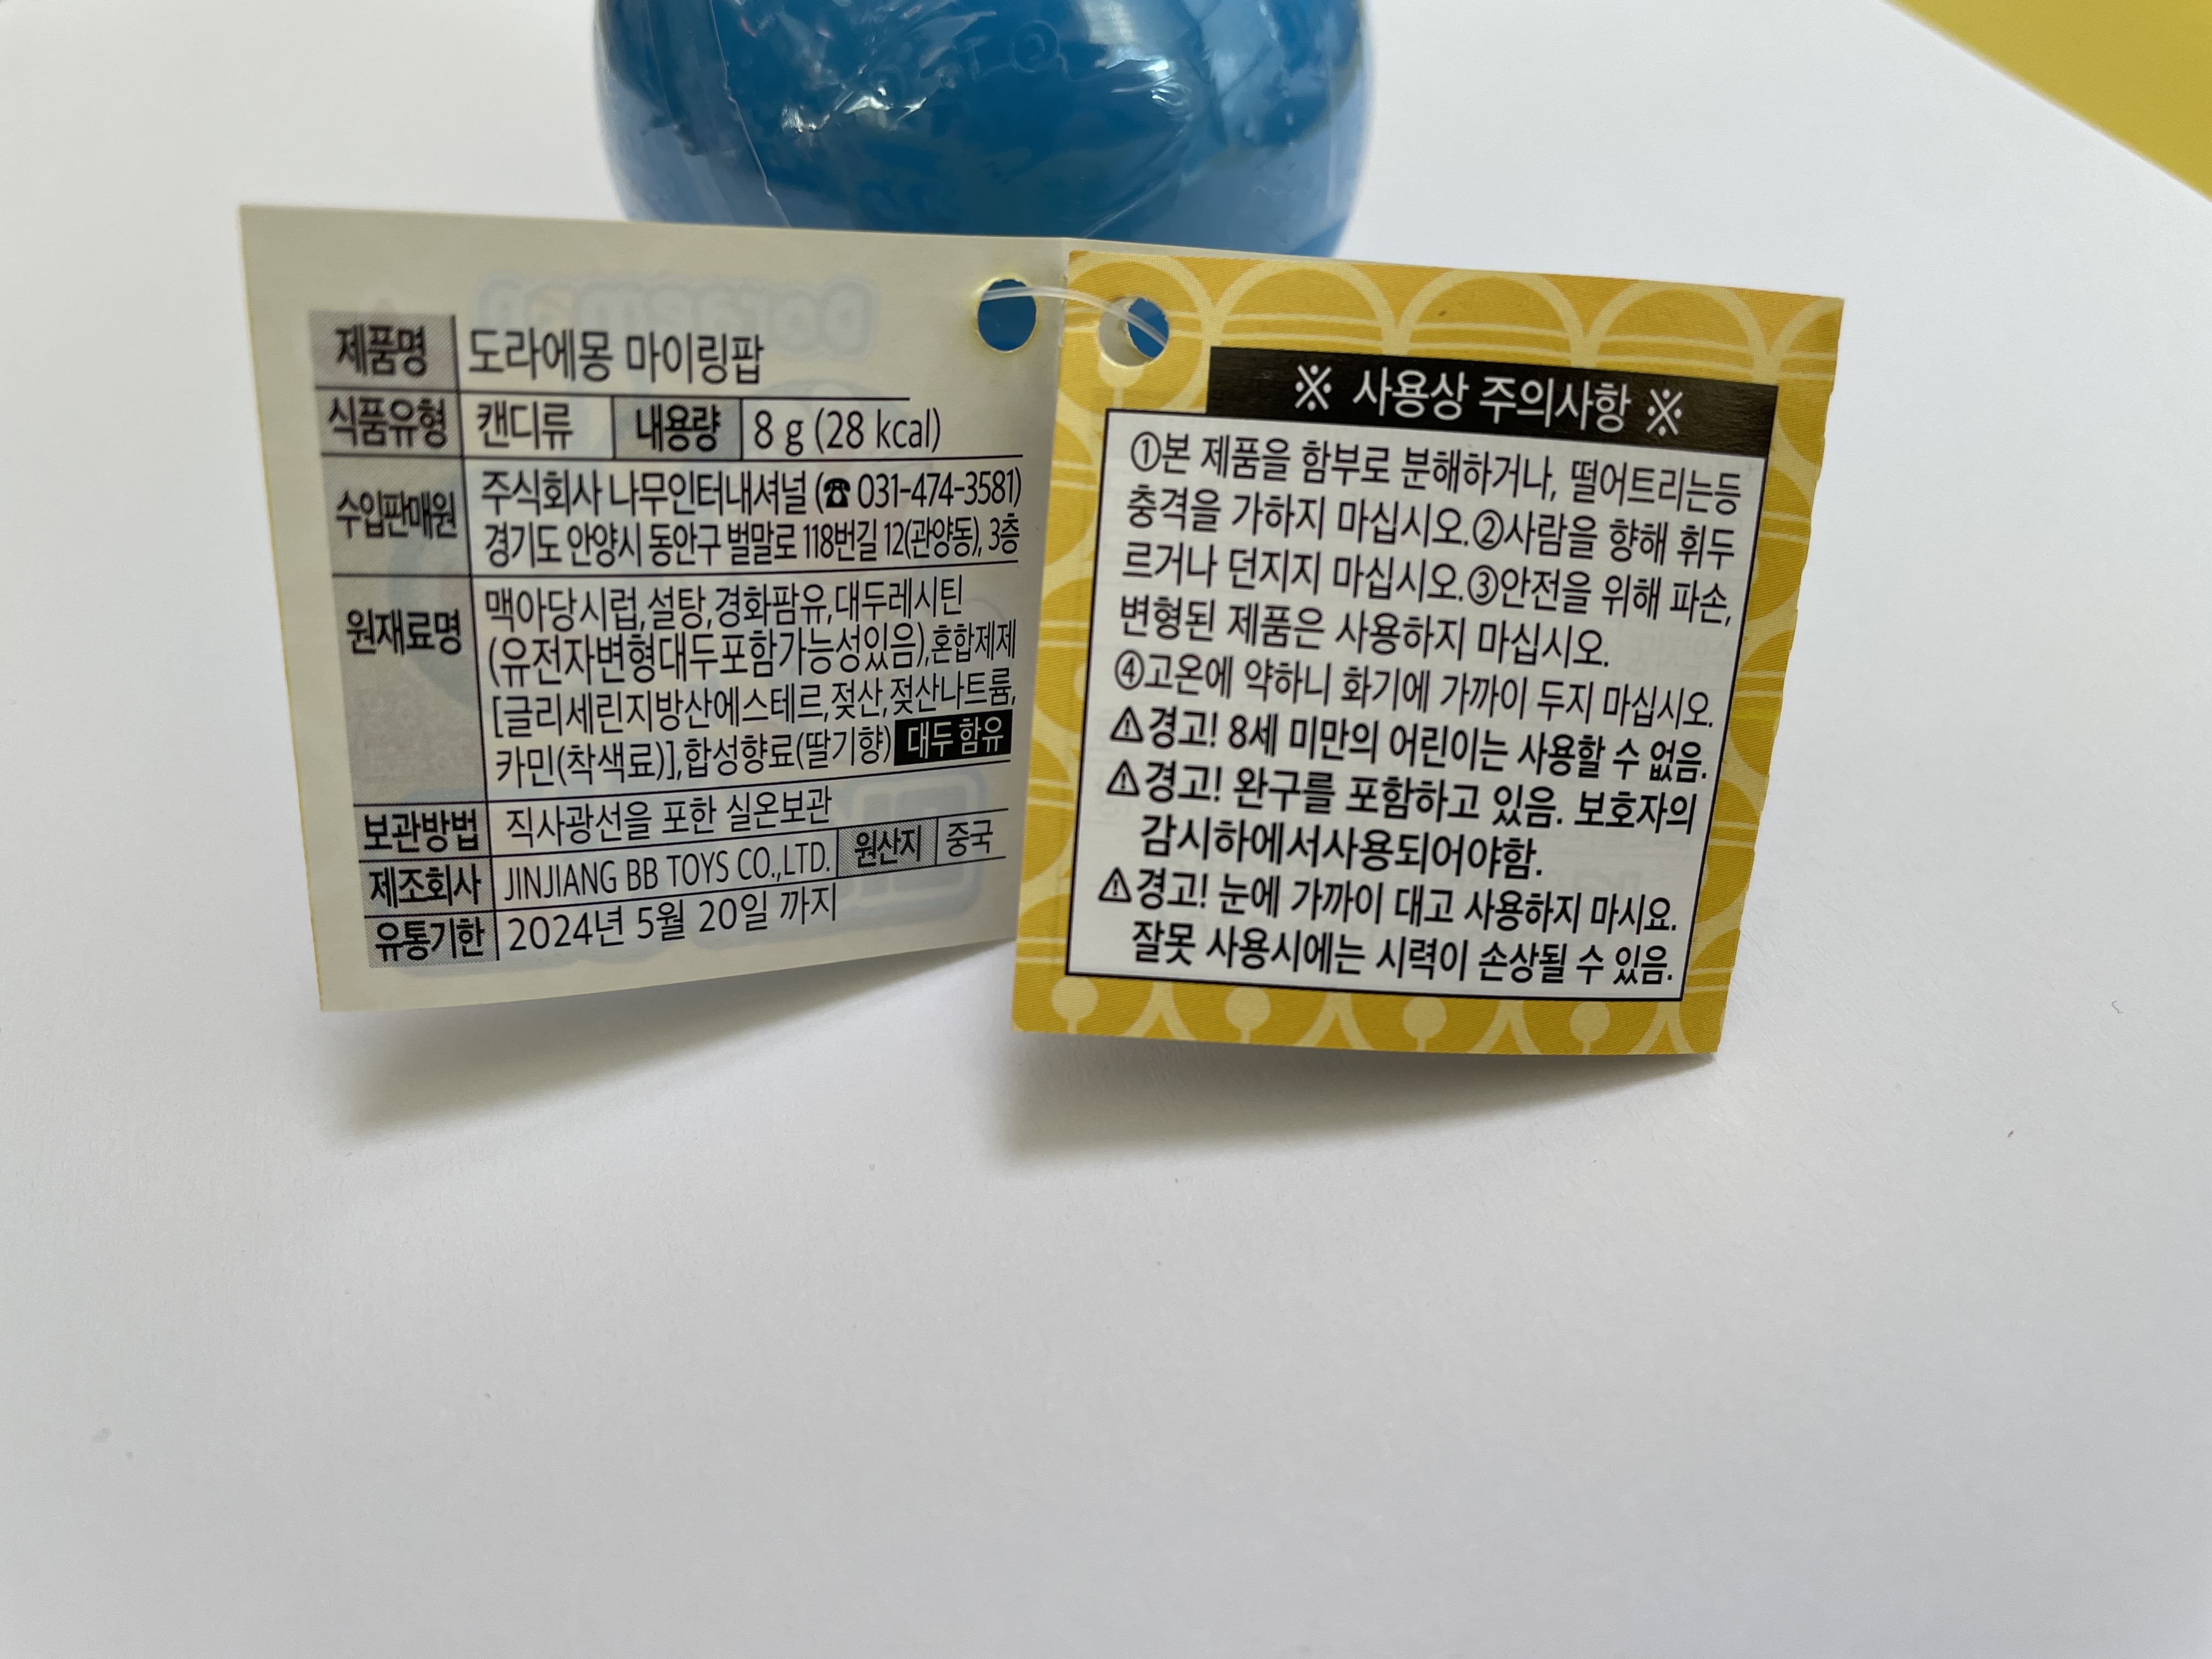 제품명 도라에몽 마이링팝
식품유형 캔디류 내용량 8 g (28 kcal)
수입판매원 주식회사 나무인터내셔널 (☎ 031-474-3581)
경기도 안양시 동안구 벌말로 118번길 12(관양동), 3층
원재료명 맥아당시럽,설탕,경화팜유,대두레시틴
(유전자변형대두포함가능성있음),혼합제제
[글리세린지방산에스테르,젖산,젖산나트륨,
카민(착색료)],합성향료(딸기향) 대두 함유
보관방법 직사광선을 포한 실온보관
제조회사 JINJIANG BB TOYS CO.,LTD. 원산지 중국
유통기한 2024년 5월 20일 까지
※ 사용상 주의사항 ※
①본 제품을 함부로 분해하거나, 떨어트리는등
충격을 가하지 마십시오.②사람을 향해 휘두
르거나 던지지 마십시오.③안전을 위해 파손,
변형된 제품은 사용하지 마십시오.
④고온에 약하니 화기에 가까이 두지 마십시오.
⚠경고! 8세 미만의 어린이는 사용할 수 없음.
⚠경고! 완구를 포함하고 있음. 보호자의
감시하에서사용되어야함.
⚠경고! 눈에 가까이 대고 사용하지 마시요.
잘못 사용시에는 시력이 손상될 수 있음.